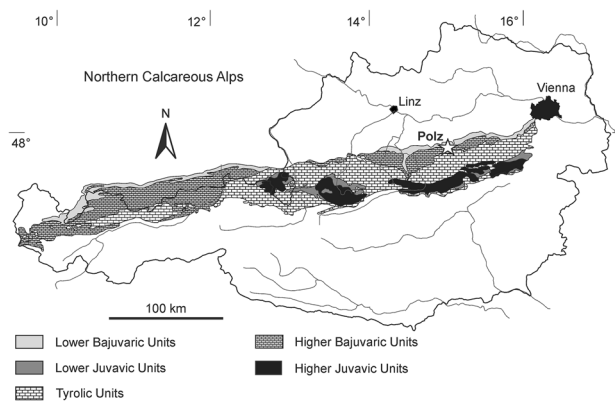 10° 12° 14° 16°
Northern Calcareous Alps
Vienna
Linz
N
Polz
48°
100 km
Lower Bajuvaric Units
Higher Bajuvaric Units
Lower Juvavic Units
Higher Juvavic Units
Tyrolic Units